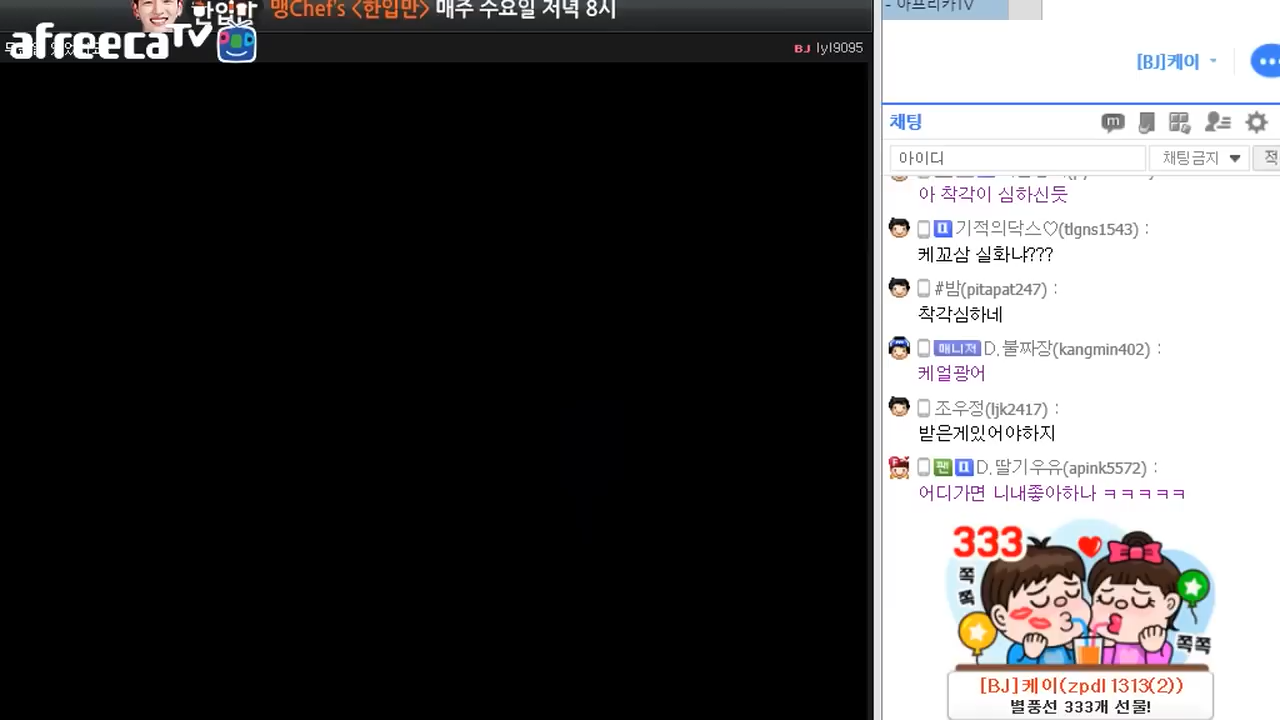 한입만
맹Chef's <한입만> 매주 수요일 저녁 8시
afreecaTV
BJ lyl9095
- 아프리카TV
[BJ]케이
채팅
m
아이디
채팅금지
적
아 착각이 심하신듯
기적의닥스♡(tlgns1543) :
케꼬삼 실화냐???
#밤(pitapat247) :
착각심하네
매니저 D.불짜장(kangmin402) :
케얼광어
조우정(ljk2417) :
받은게있어야하지
팬 D.딸기우유(apink5572) :
어디가면 니내좋아하나 ㅋㅋㅋㅋㅋ
333
쪽
쪽
쪽쪽
[BJ]케이(zpdl1313(2))
별풍선 333개 선물!